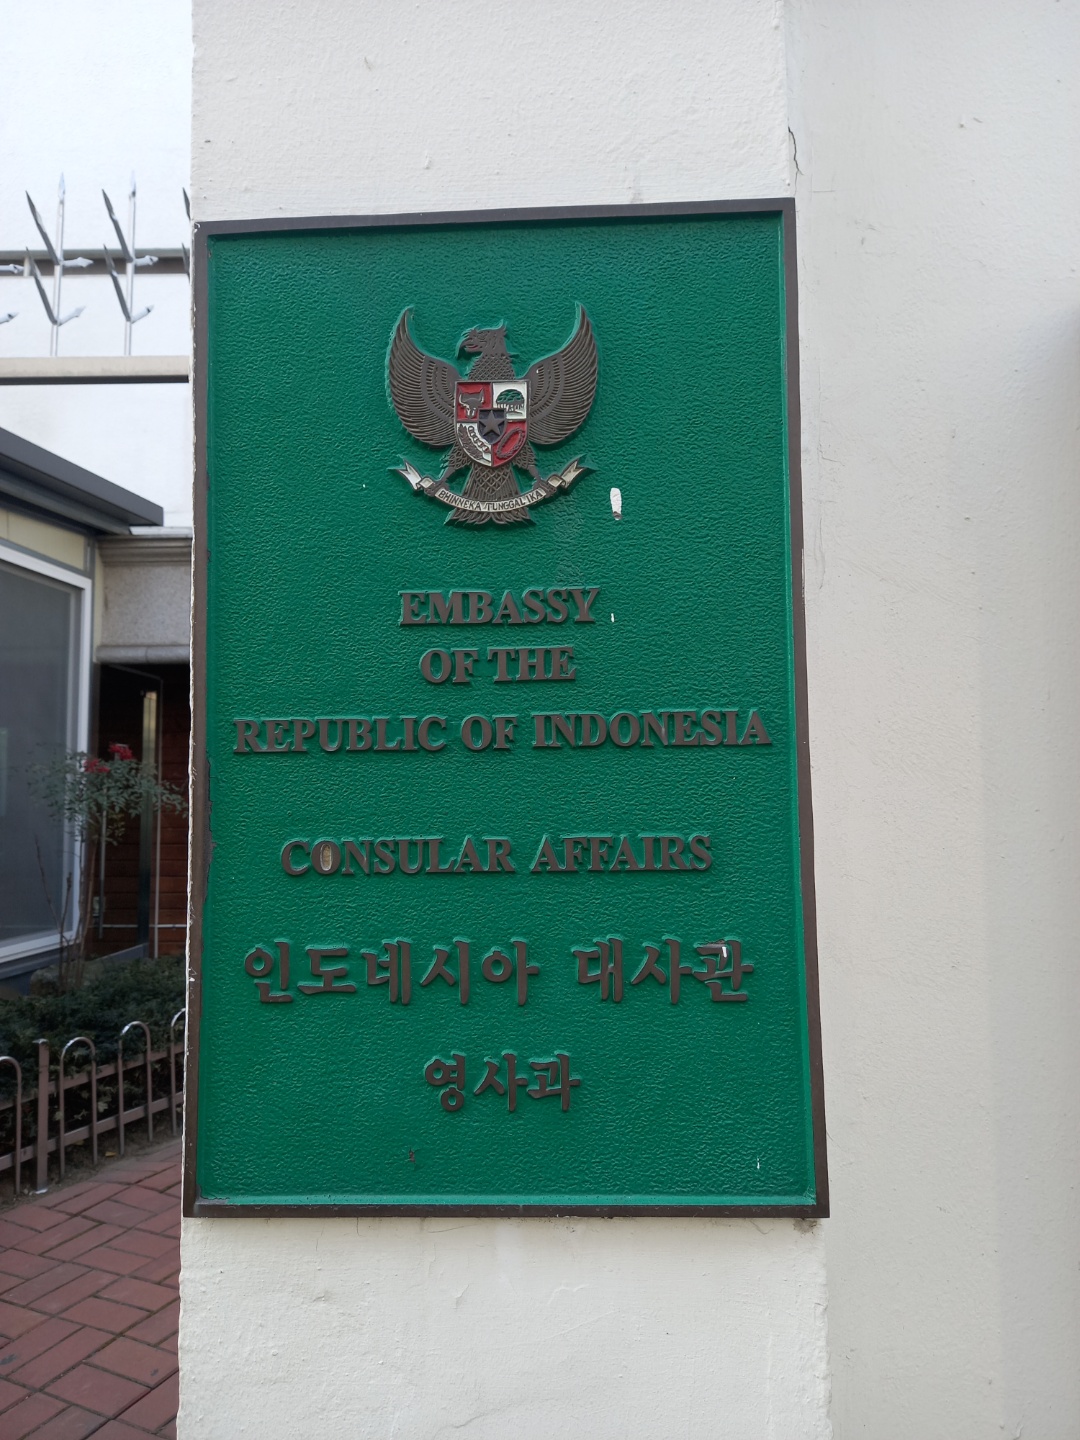 BHINNEKA TUNGGAL IKA
EMBASSY
OF THE
REPUBLIC OF INDONESIA
CONSULAR AFFAIRS
인도네시아 대사관
영사과